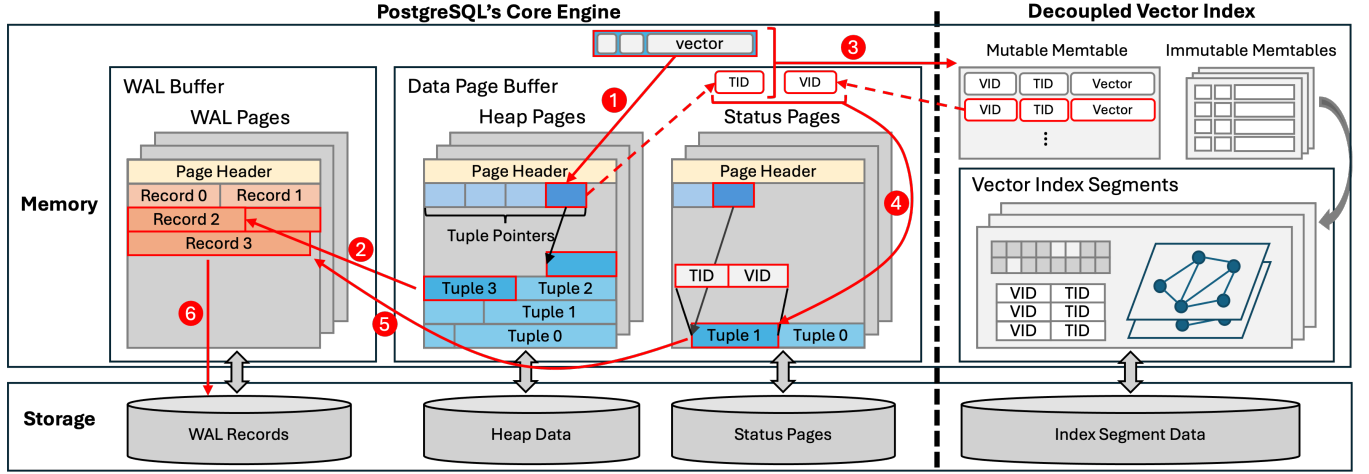 PostgreSQL's Core Engine
Decoupled Vector Index
vector
3
Mutable Memtable
Immutable Memtables
WAL Buffer
Data Page Buffer
TID
VID
VID TID Vector
VID TID Vector
⋮
1
WAL Pages
Heap Pages
Status Pages
Page Header
Page Header
Page Header
Record 0 Record 1
Record 2
Record 3
Tuple Pointers
2
4
Vector Index Segments
Memory
TID VID
Tuple 3 Tuple 2
Tuple 1
Tuple 0
Tuple 1 Tuple 0
VID TID
VID TID
VID TID
6
5
Storage
WAL Records
Heap Data
Status Pages
Index Segment Data